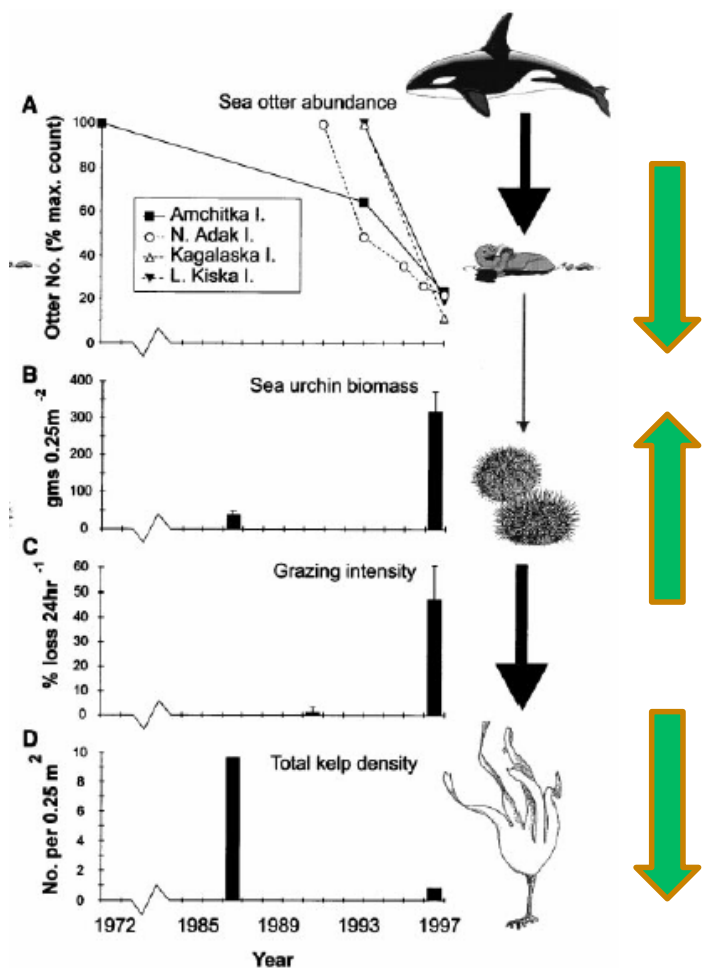 A
Sea otter abundance
Otter No. (% max. count)
100
80
60
40
20
0
Amchitka I.
N. Adak I.
Kagalaska I.
L. Kiska I.
B
Sea urchin biomass
gms 0.25m⁻²
400
300
200
100
0
C
Grazing intensity
% loss 24hr⁻¹
60
50
40
30
20
10
0
D
Total kelp density
No. per 0.25 m²
10
8
6
4
2
0
1972 1985 1989 1993 1997
Year